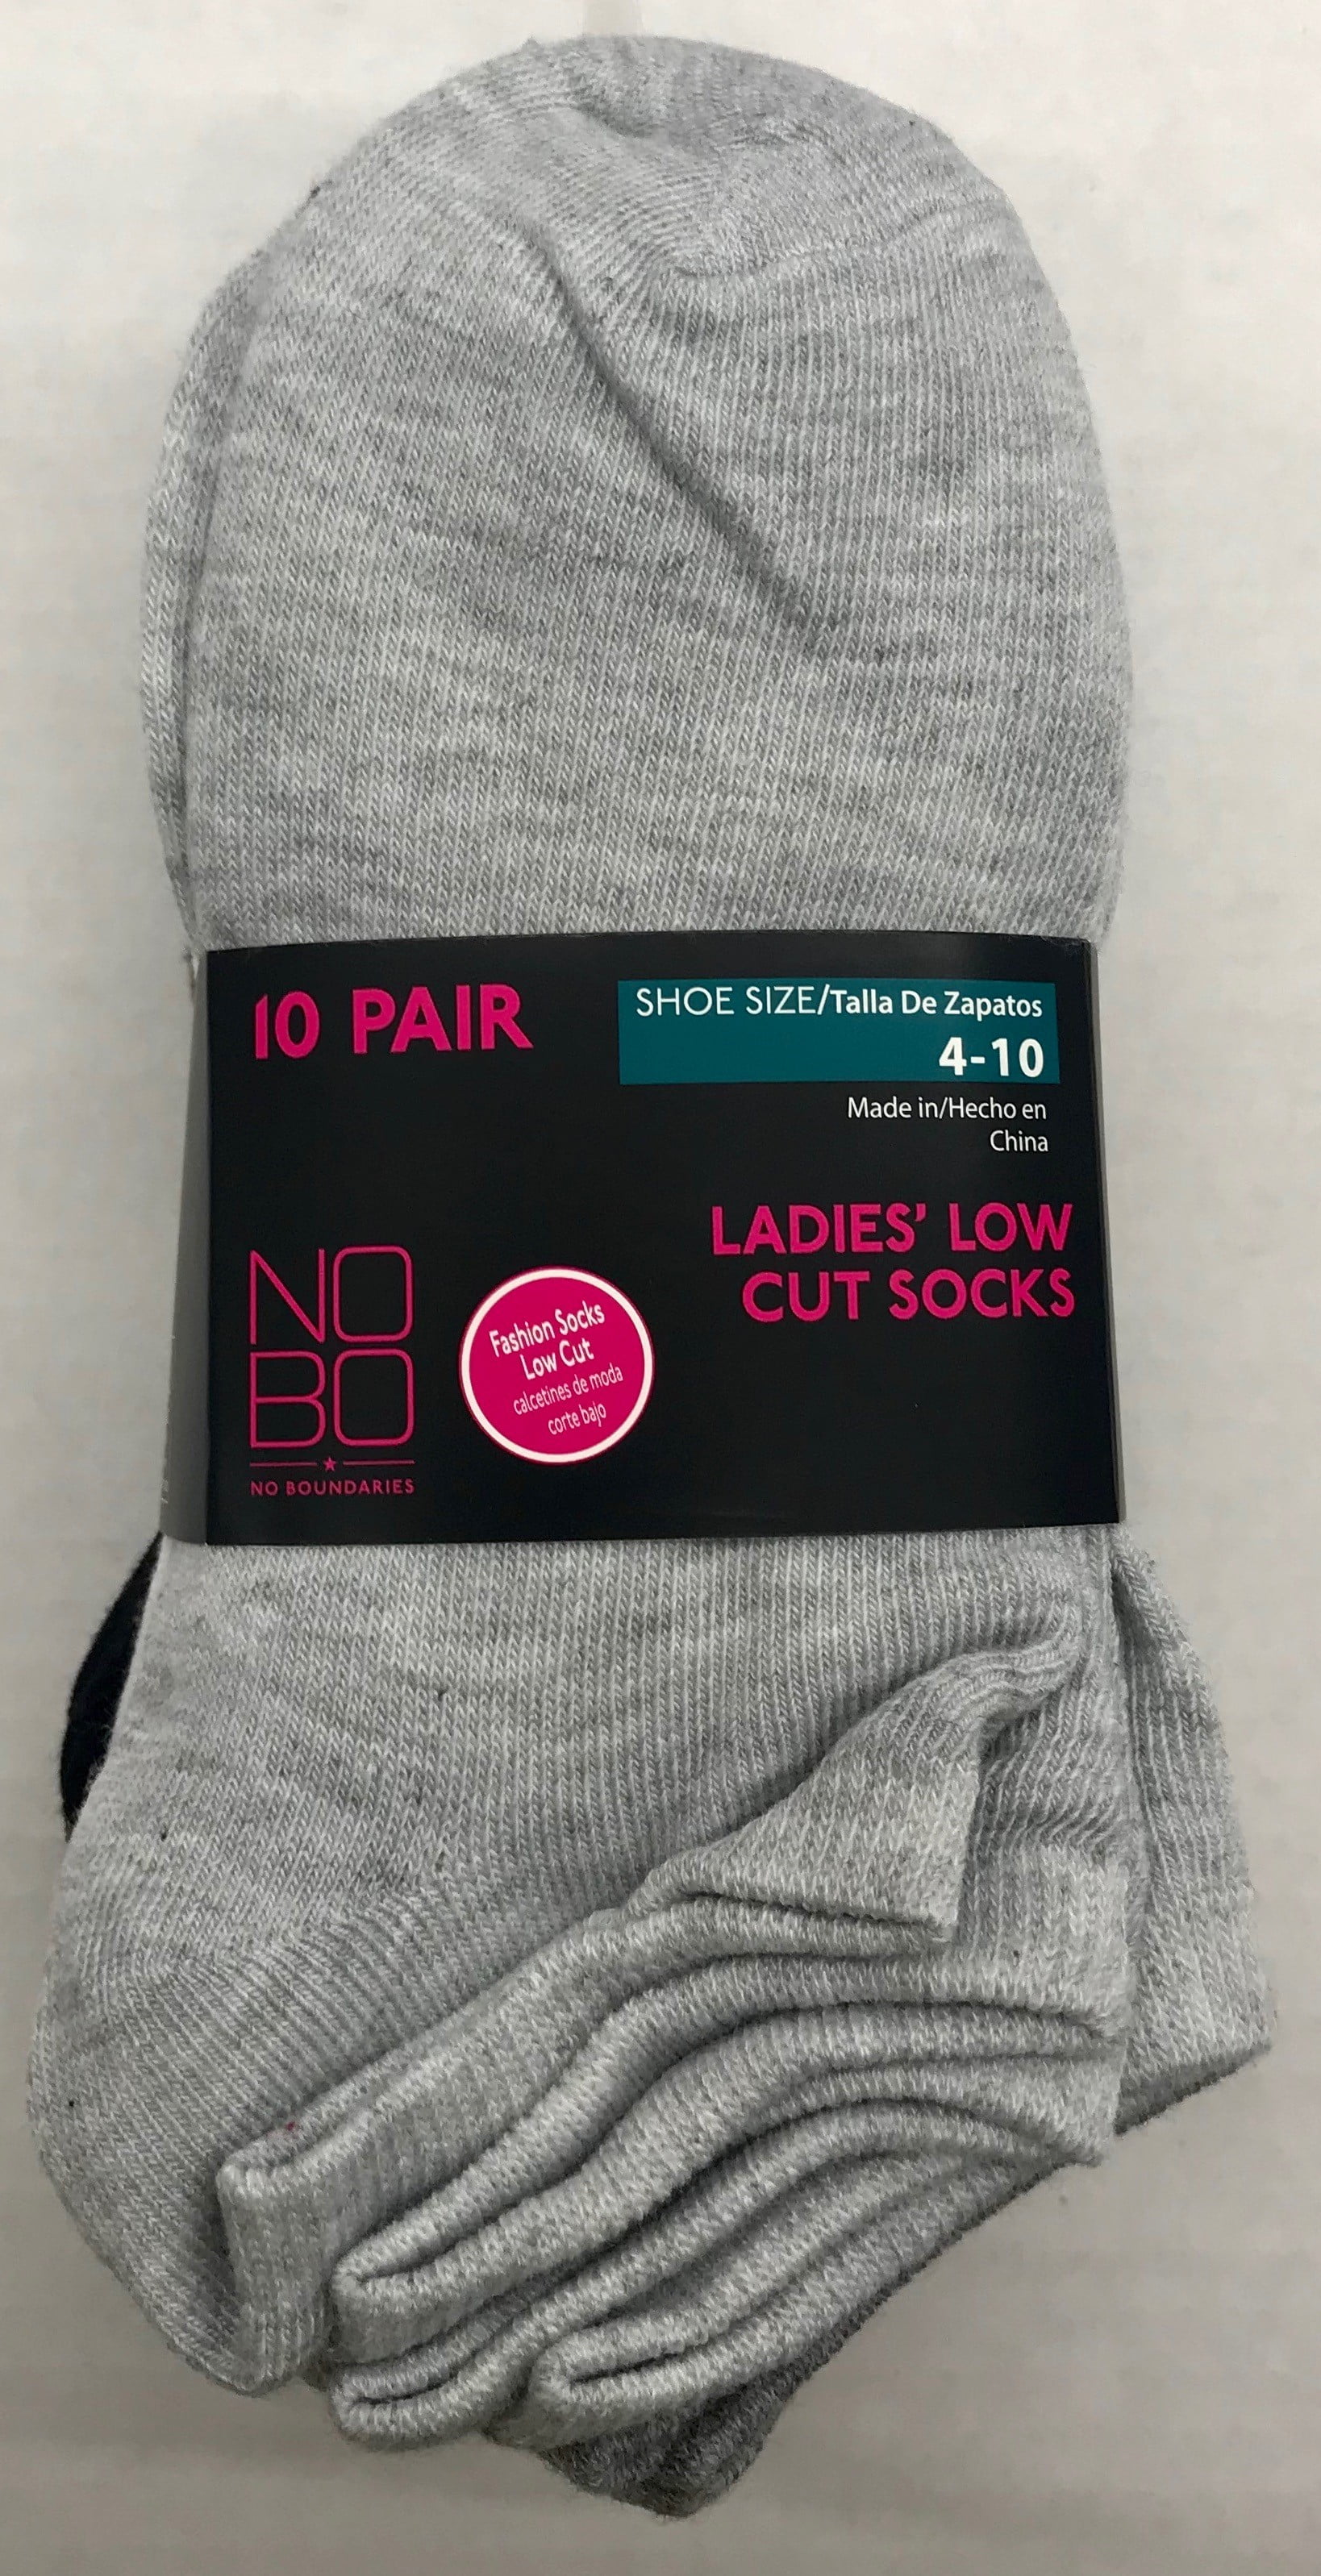 10 PAIR
SHOE SIZE/Talla De Zapatos
4-10
Made in/Hecho en
China
LADIES' LOW
CUT SOCKS
NO
BO
NO BOUNDARIES
Fashion Socks
Low Cut
calcetines de moda
corte bajo